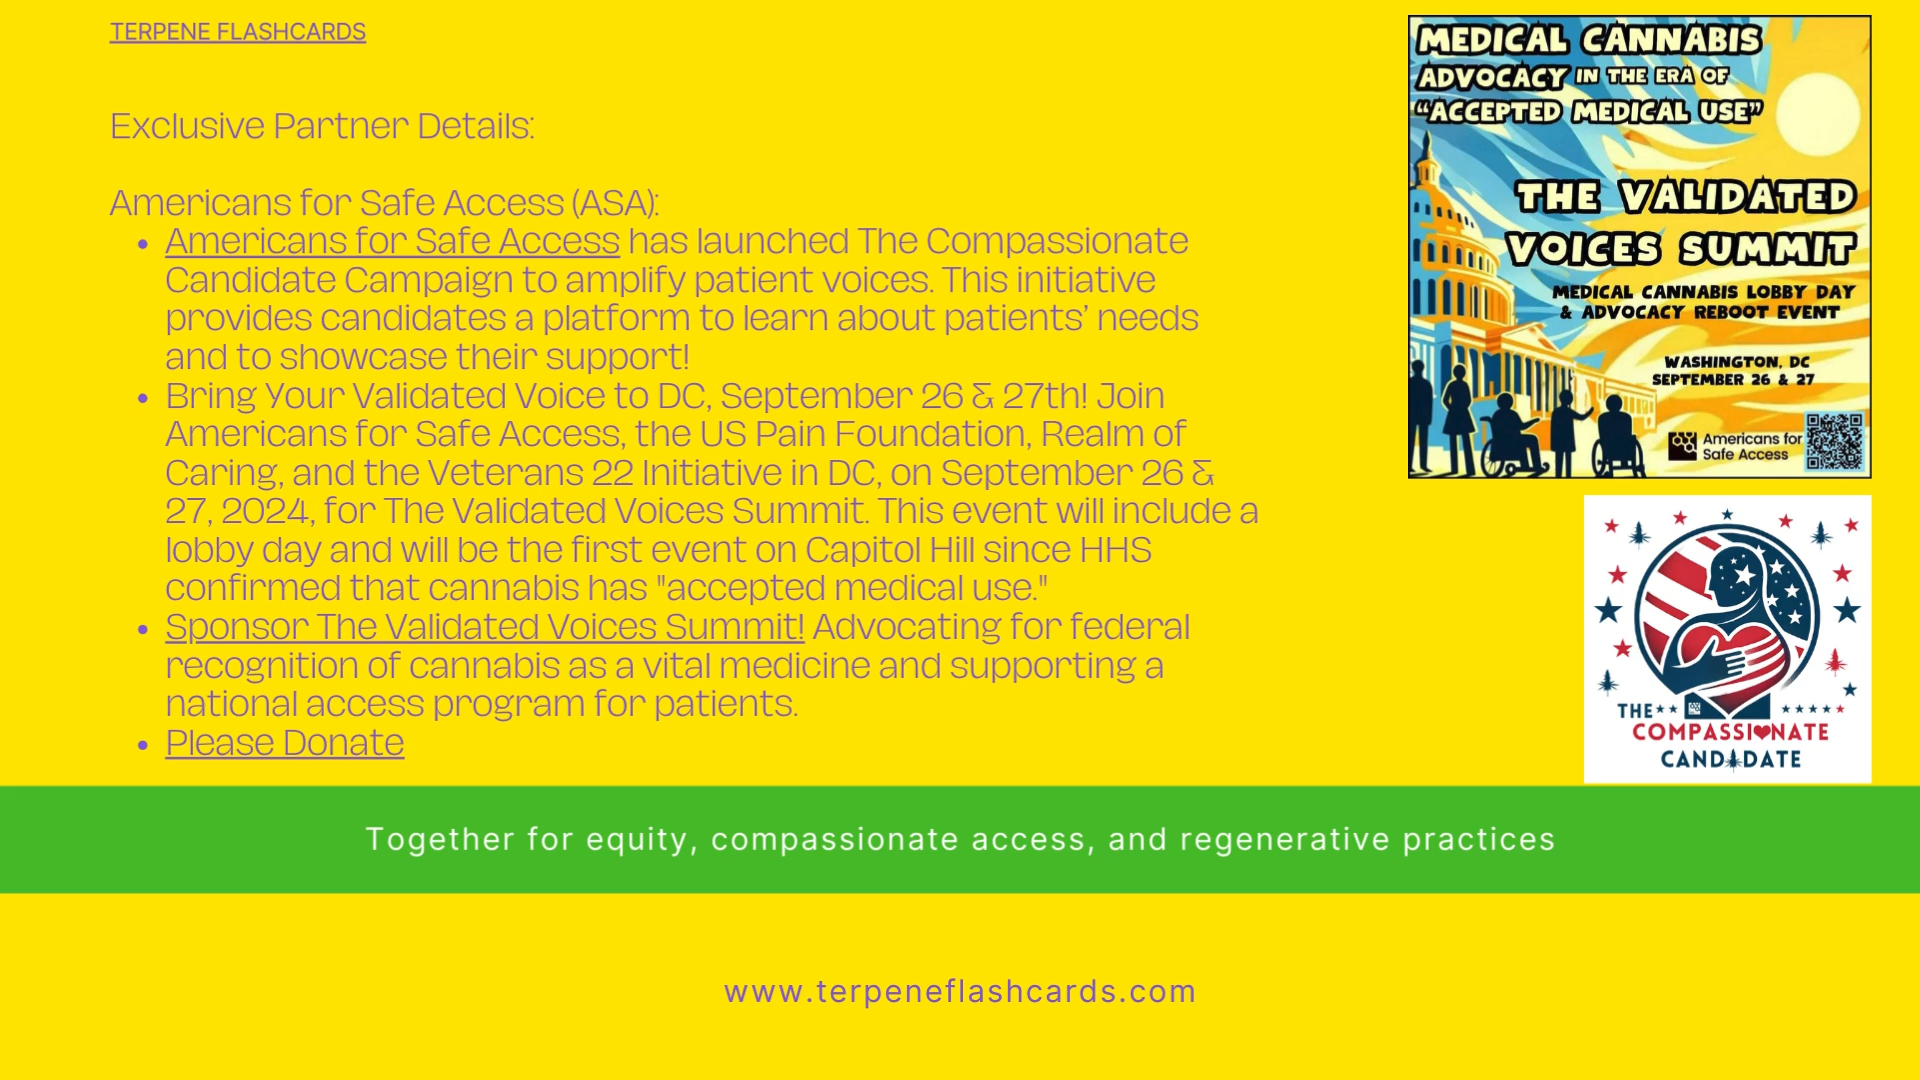 TERPENE FLASHCARDS
Exclusive Partner Details:
Americans for Safe Access (ASA):
• Americans for Safe Access has launched The Compassionate
Candidate Campaign to amplify patient voices. This initiative
provides candidates a platform to learn about patients’ needs
and to showcase their support!
• Bring Your Validated Voice to DC, September 26 & 27th! Join
Americans for Safe Access, the US Pain Foundation, Realm of
Caring, and the Veterans 22 Initiative in DC, on September 26 &
27, 2024, for The Validated Voices Summit. This event will include a
lobby day and will be the first event on Capitol Hill since HHS
confirmed that cannabis has "accepted medical use."
• Sponsor The Validated Voices Summit! Advocating for federal
recognition of cannabis as a vital medicine and supporting a
national access program for patients.
• Please Donate
MEDICAL CANNABIS
ADVOCACY IN THE ERA OF
“ACCEPTED MEDICAL USE”
THE VALIDATED
VOICES SUMMIT
MEDICAL CANNABIS LOBBY DAY
& ADVOCACY REBOOT EVENT
WASHINGTON, DC
SEPTEMBER 26 & 27
Americans for
Safe Access
THE
COMPASSIONATE
CANDIDATE
Together for equity, compassionate access, and regenerative practices
www.terpeneflashcards.com